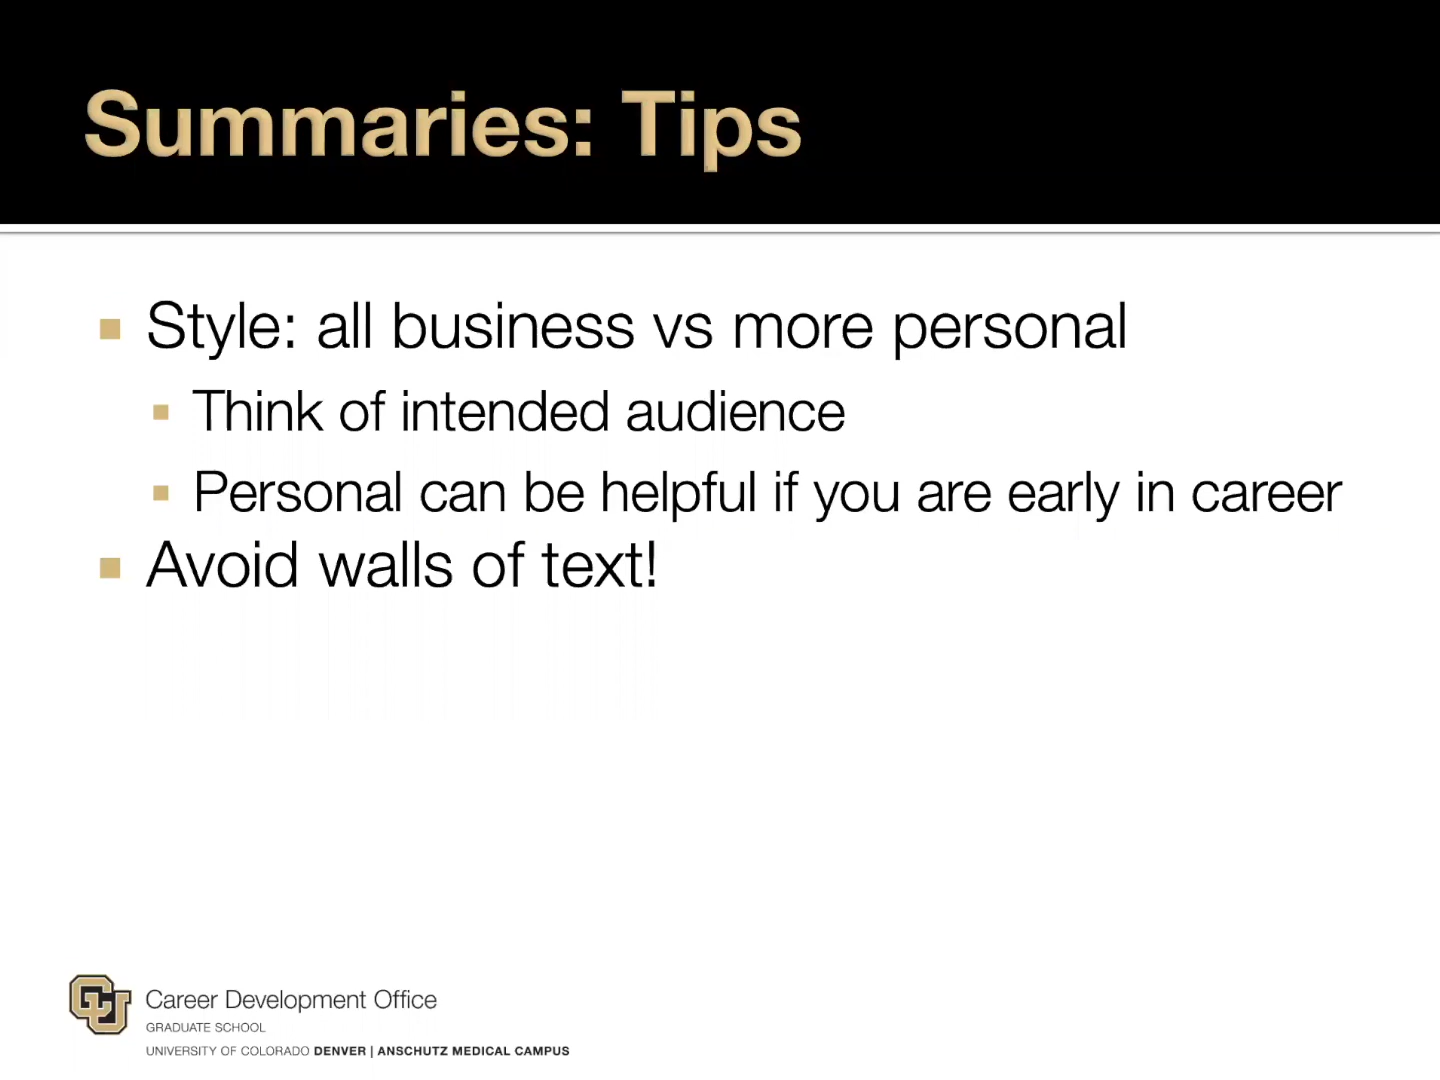 Summaries: Tips
Style: all business vs more personal
Think of intended audience
Personal can be helpful if you are early in career
Avoid walls of text!
Career Development Office
GRADUATE SCHOOL
UNIVERSITY OF COLORADO DENVER | ANSCHUTZ MEDICAL CAMPUS